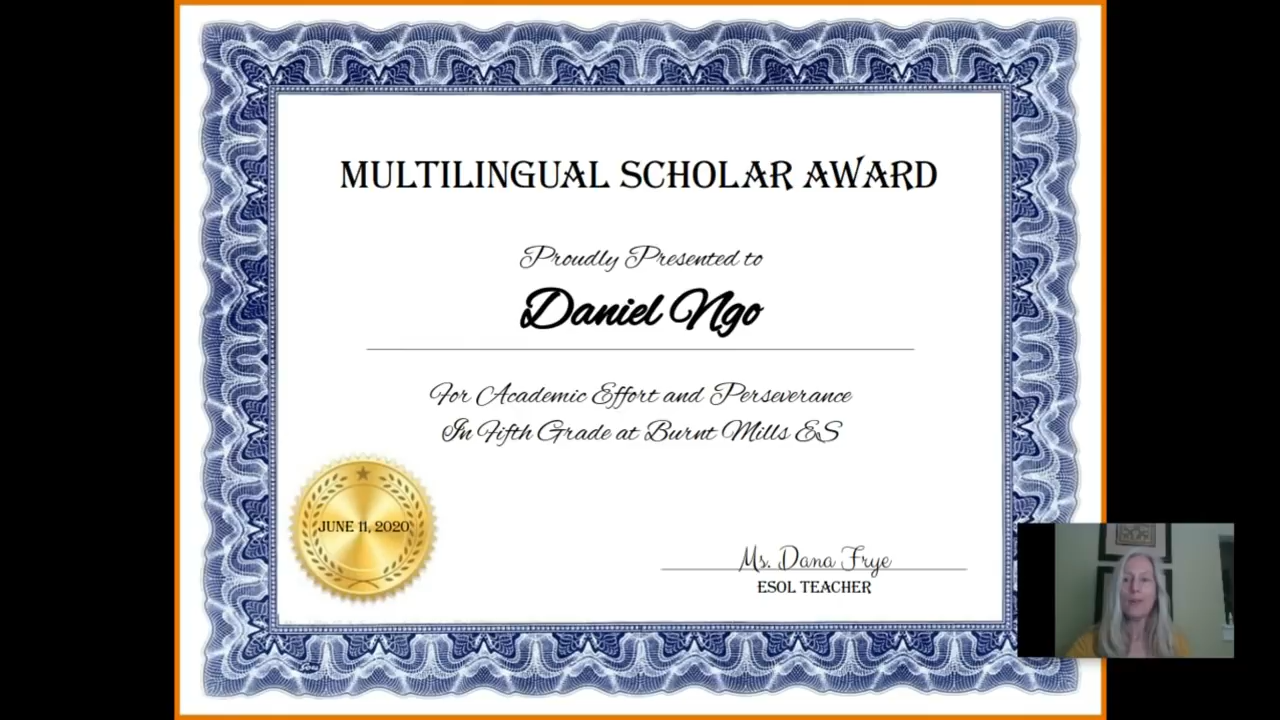 MULTILINGUAL SCHOLAR AWARD
Proudly Presented to
Daniel Ngo
For Academic Effort and Perseverance
In Fifth Grade at Burnt Mills ES
JUNE 11, 2020
Ms. Dana Frye
ESOL TEACHER